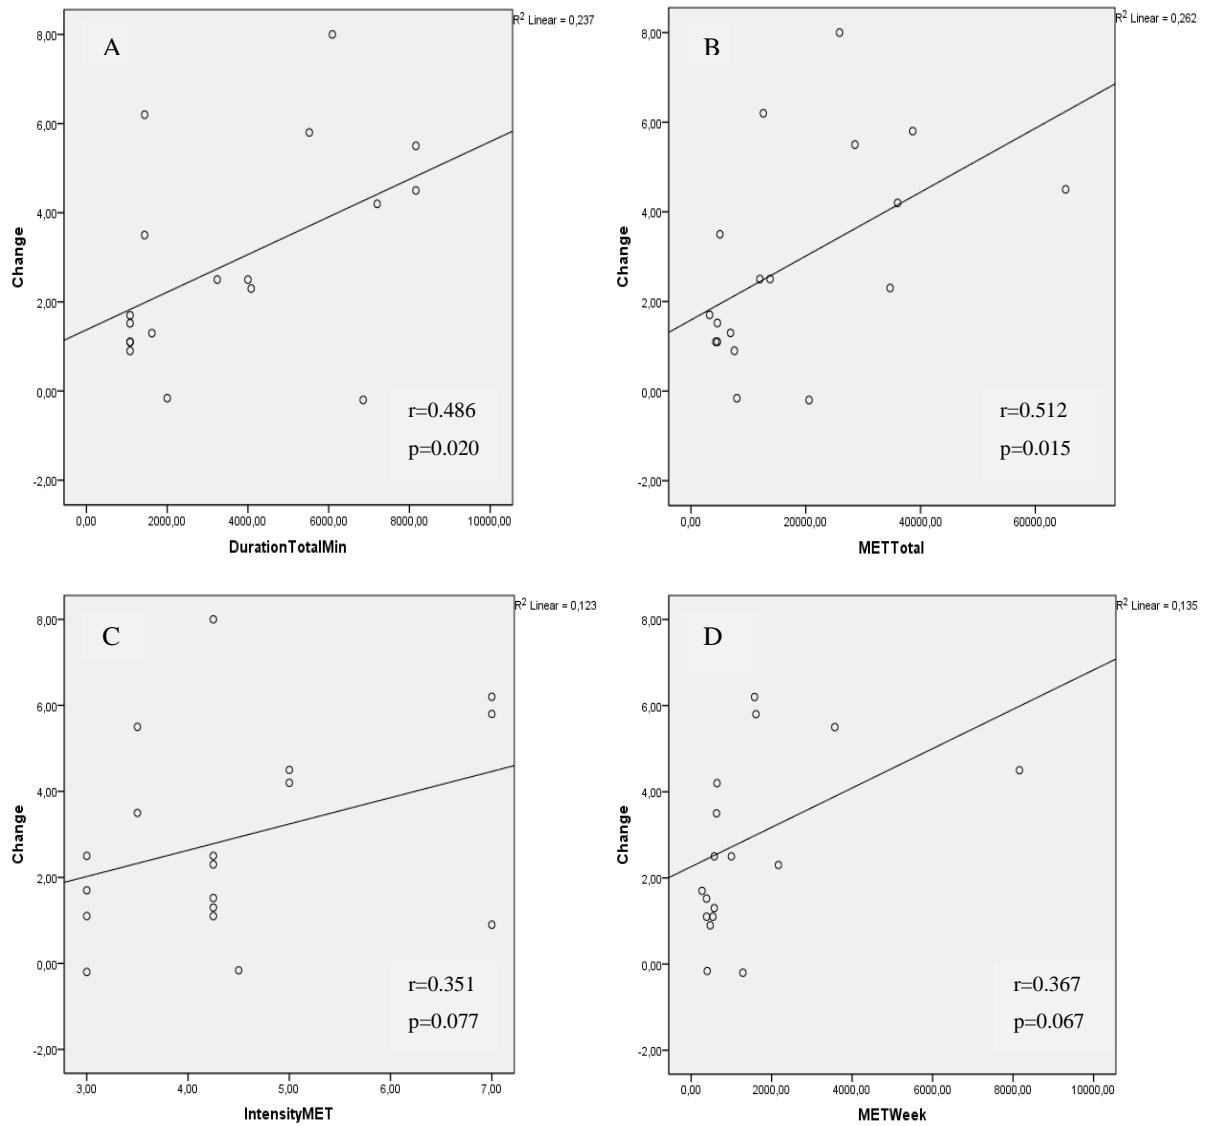 R2 Linear = 0,237
A
8,00
6,00
4,00
2,00
0,00
-2,00
Change
r=0.486
p=0.020
0,00 2000,00 4000,00 6000,00 8000,00 10000,00
DurationTotalMin
R2 Linear = 0,262
B
8,00
6,00
4,00
2,00
0,00
-2,00
Change
r=0.512
p=0.015
0,00 20000,00 40000,00 60000,00
METTotal
R2 Linear = 0,123
C
8,00
6,00
4,00
2,00
0,00
-2,00
Change
r=0.351
p=0.077
3,00 4,00 5,00 6,00 7,00
IntensityMET
R2 Linear = 0,135
D
8,00
6,00
4,00
2,00
0,00
-2,00
Change
r=0.367
p=0.067
0,00 2000,00 4000,00 6000,00 8000,00 10000,00
METWeek